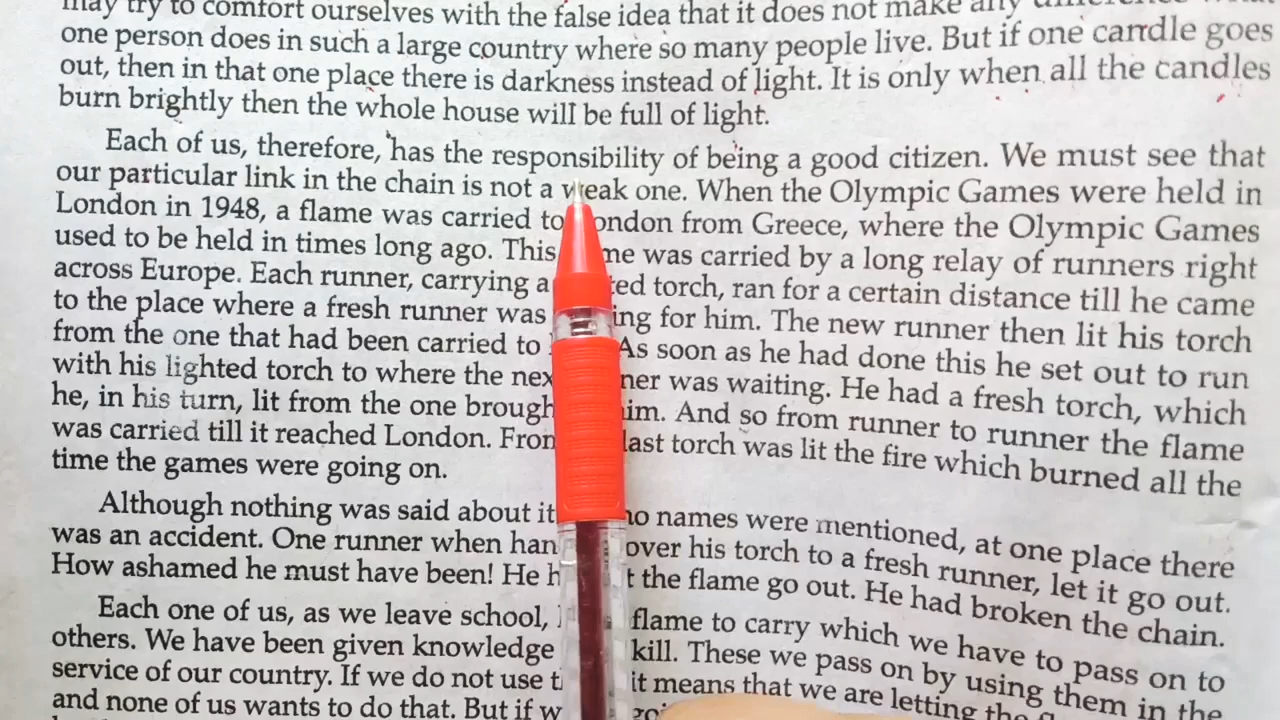 may try to comfort ourselves with the false idea that it does not make any
one person does in such a large country where so many people live. But if one candle goes
out, then in that one place there is darkness instead of light. It is only when all the candles
burn brightly then the whole house will be full of light.
Each of us, therefore, has the responsibility of being a good citizen. We must see that
our particular link in the chain is not a weak one. When the Olympic Games were held in
London in 1948, a flame was carried to London from Greece, where the Olympic Games
used to be held in times long ago. This was carried by a long relay of runners right
across Europe. Each runner, carrying a torch, ran for a certain distance till he came
to the place where a fresh runner was for him. The new runner then lit his torch
from the one that had been carried to As soon as he had done this he set out to run
with his lighted torch to where the was waiting. He had a fresh torch, which
he, in his turn, lit from the one And so from runner to runner the flame
was carried till it reached London. last torch was lit the fire which burned all the
time the games were going on.
Although nothing was said about it no names were mentioned, at one place there
was an accident. One runner when over his torch to a fresh runner, let it go out.
How ashamed he must have been! He the flame go out. He had broken the chain.
Each one of us, as we leave school, flame to carry which we have to pass on to
others. We have been given knowledge These we pass on by using them in the
service of our country. If we do not use it means that we are letting the
and none of us wants to do that. But if